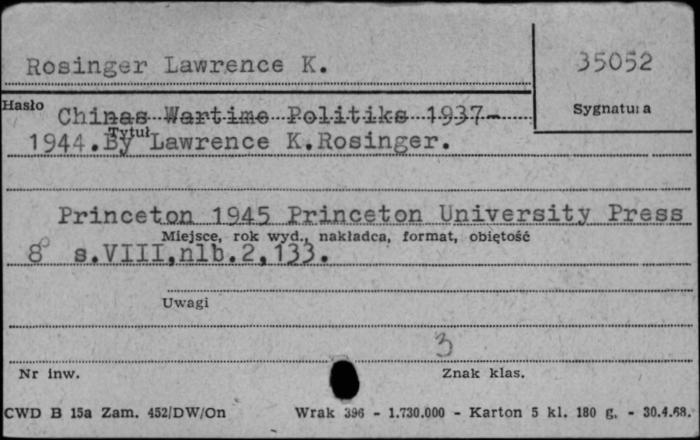 Rosinger Lawrence K.
35052
Hasło
Sygnatura
Chinas Wartime Politiks 1937-
Tytuł
1944.By Lawrence K.Rosinger.
Princeton 1945 Princeton University Press
Miejsce, rok wyd., nakładca, format, obiętość
8° s.VIII,nlb.2,133.
Uwagi
3
Nr inw.
Znak klas.
CWD B 15a Zam. 452/DW/On Wrak 396 - 1.730.000 - Karton 5 kl. 180 g. - 30.4.68.